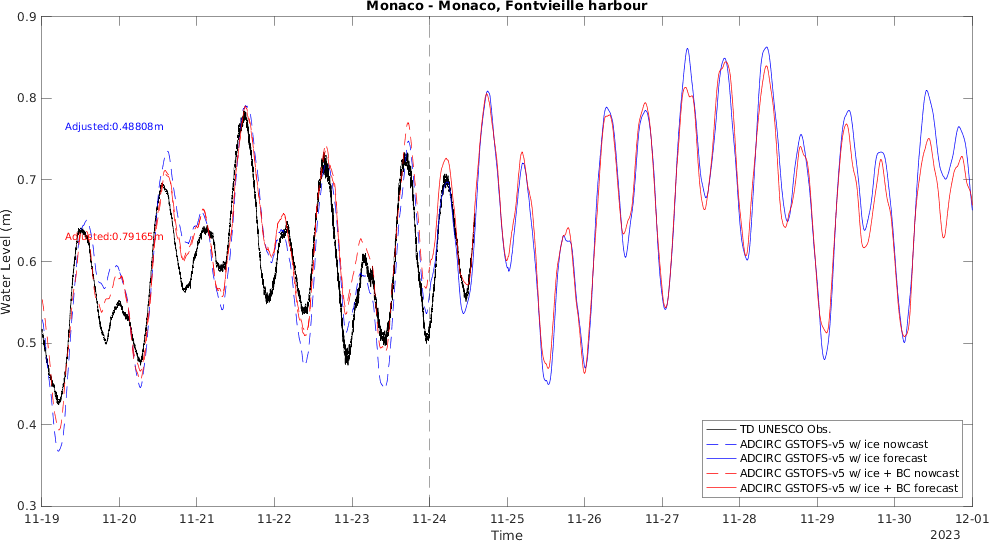 Monaco - Monaco, Fontvieille harbour
Water Level (m)
0.9
0.8
0.7
0.6
0.5
0.4
0.3
Adjusted:0.48808m
Adjusted:0.79165m
TD UNESCO Obs.
ADCIRC GSTOFS-v5 w/ ice nowcast
ADCIRC GSTOFS-v5 w/ ice forecast
ADCIRC GSTOFS-v5 w/ ice + BC nowcast
ADCIRC GSTOFS-v5 w/ ice + BC forecast
11-19 11-20 11-21 11-22 11-23 11-24 11-25 11-26 11-27 11-28 11-29 11-30 12-01
Time
2023